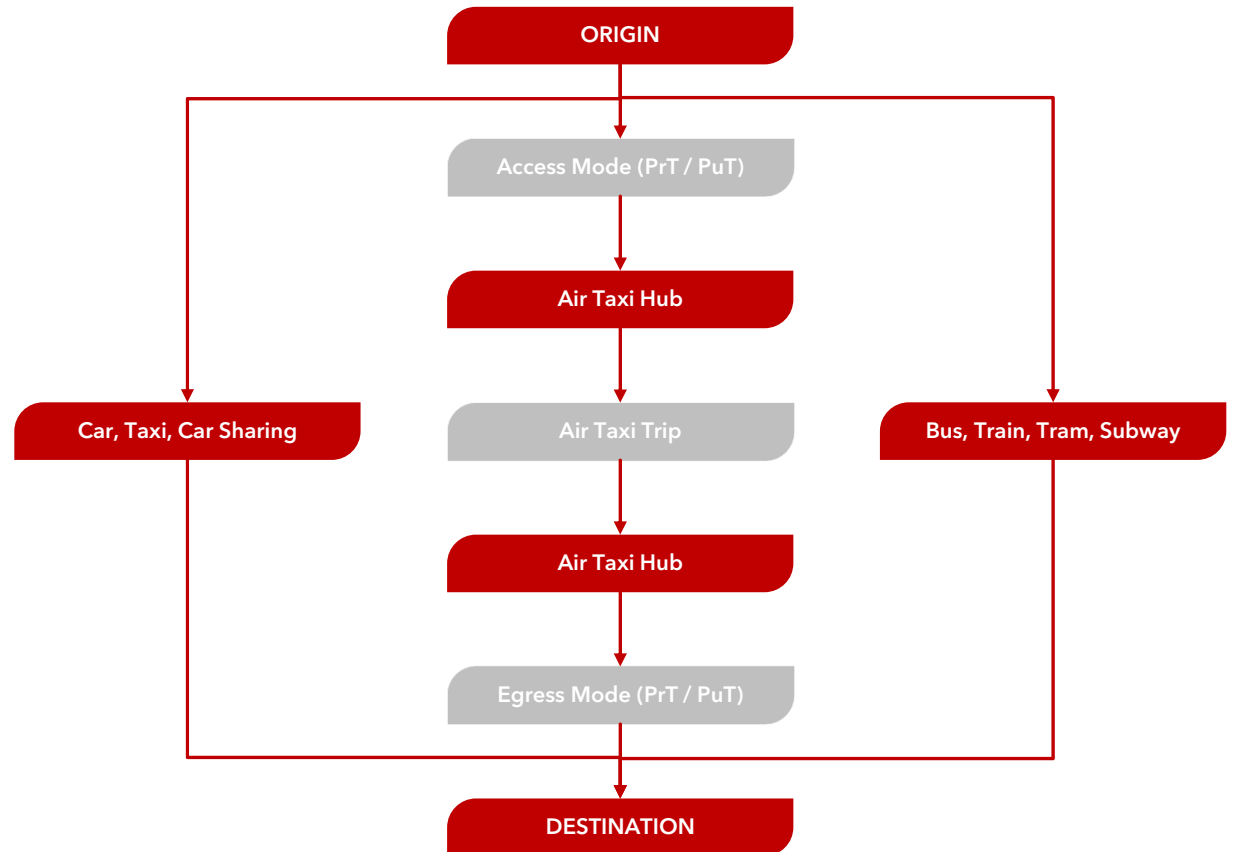 ORIGIN
Access Mode (PrT / PuT)
Air Taxi Hub
Car, Taxi, Car Sharing
Air Taxi Trip
Bus, Train, Tram, Subway
Air Taxi Hub
Egress Mode (PrT / PuT)
DESTINATION